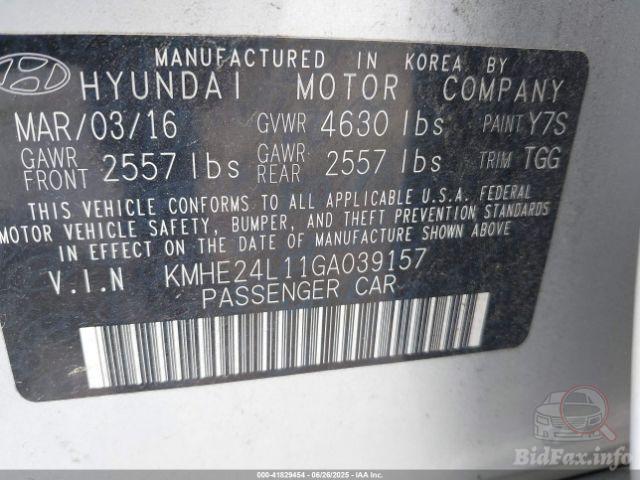 MANUFACTURED IN KOREA BY
HYUNDAI MOTOR COMPANY
MAR/03/16 GVWR 4630 lbs PAINT Y7S
GAWR FRONT 2557 lbs GAWR REAR 2557 lbs TRIM TGG
THIS VEHICLE CONFORMS TO ALL APPLICABLE U.S.A. FEDERAL
MOTOR VEHICLE SAFETY, BUMPER, AND THEFT PREVENTION STANDARDS
IN EFFECT ON THE DATE OF MANUFACTURE SHOWN ABOVE
V.I.N KMHE24L11GA039157
PASSENGER CAR
BidFax.info
000-41829454 - 06/26/2025 - IAA Inc.